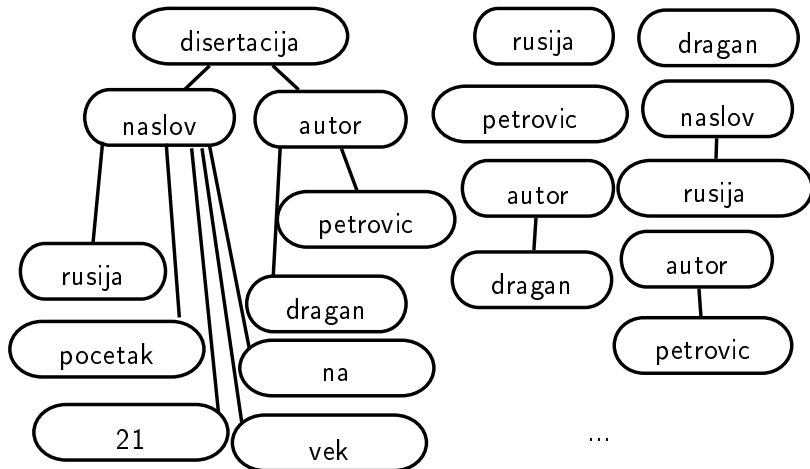 disertacija
naslov
autor
petrovic
rusija
dragan
pocetak
na
21
vek
rusija
dragan
petrovic
naslov
autor
rusija
dragan
autor
petrovic
...